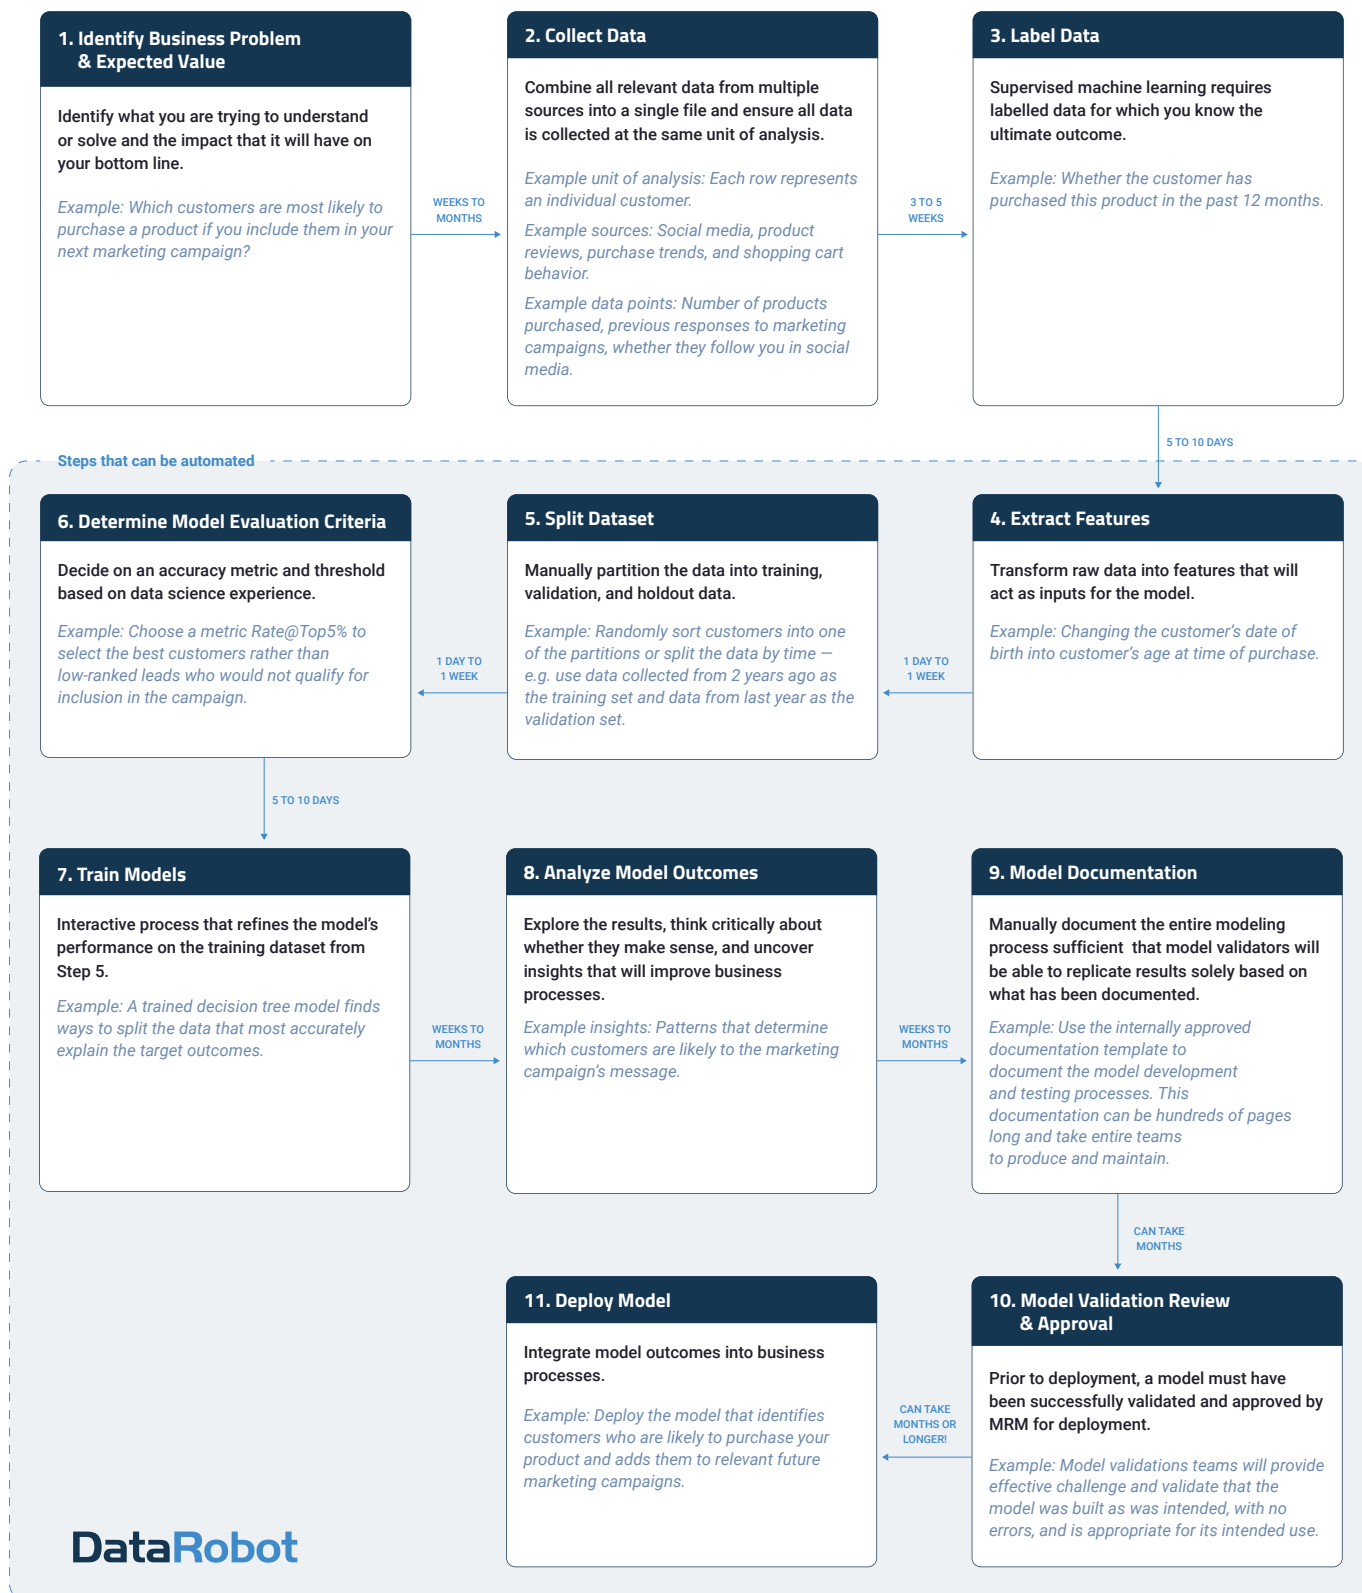 1. Identify Business Problem
& Expected Value
Identify what you are trying to understand
or solve and the impact that it will have on
your bottom line.
Example: Which customers are most likely to
purchase a product if you include them in your
next marketing campaign?
WEEKS TO
MONTHS
2. Collect Data
Combine all relevant data from multiple
sources into a single file and ensure all data
is collected at the same unit of analysis.
Example unit of analysis: Each row represents
an individual customer.
Example sources: Social media, product
reviews, purchase trends, and shopping cart
behavior.
Example data points: Number of products
purchased, previous responses to marketing
campaigns, whether they follow you in social
media.
3 TO 5
WEEKS
3. Label Data
Supervised machine learning requires
labelled data for which you know the
ultimate outcome.
Example: Whether the customer has
purchased this product in the past 12 months.
5 TO 10 DAYS
Steps that can be automated
4. Extract Features
Transform raw data into features that will
act as inputs for the model.
Example: Changing the customer's date of
birth into customer's age at time of purchase.
1 DAY TO
1 WEEK
5. Split Dataset
Manually partition the data into training,
validation, and holdout data.
Example: Randomly sort customers into one
of the partitions or split the data by time —
e.g. use data collected from 2 years ago as
the training set and data from last year as the
validation set.
1 DAY TO
1 WEEK
6. Determine Model Evaluation Criteria
Decide on an accuracy metric and threshold
based on data science experience.
Example: Choose a metric Rate@Top5% to
select the best customers rather than
low-ranked leads who would not qualify for
inclusion in the campaign.
5 TO 10 DAYS
7. Train Models
Interactive process that refines the model's
performance on the training dataset from
Step 5.
Example: A trained decision tree model finds
ways to split the data that most accurately
explain the target outcomes.
WEEKS TO
MONTHS
8. Analyze Model Outcomes
Explore the results, think critically about
whether they make sense, and uncover
insights that will improve business
processes.
Example insights: Patterns that determine
which customers are likely to the marketing
campaign's message.
WEEKS TO
MONTHS
9. Model Documentation
Manually document the entire modeling
process sufficient  that model validators will
be able to replicate results solely based on
what has been documented.
Example: Use the internally approved
documentation template to
document the model development
and testing processes. This
documentation can be hundreds of pages
long and take entire teams
to produce and maintain.
CAN TAKE
MONTHS
10. Model Validation Review
& Approval
Prior to deployment, a model must have
been successfully validated and approved by
MRM for deployment.
Example: Model validations teams will provide
effective challenge and validate that the
model was built as was intended, with no
errors, and is appropriate for its intended use.
CAN TAKE
MONTHS OR
LONGER!
11. Deploy Model
Integrate model outcomes into business
processes.
Example: Deploy the model that identifies
customers who are likely to purchase your
product and adds them to relevant future
marketing campaigns.
DataRobot